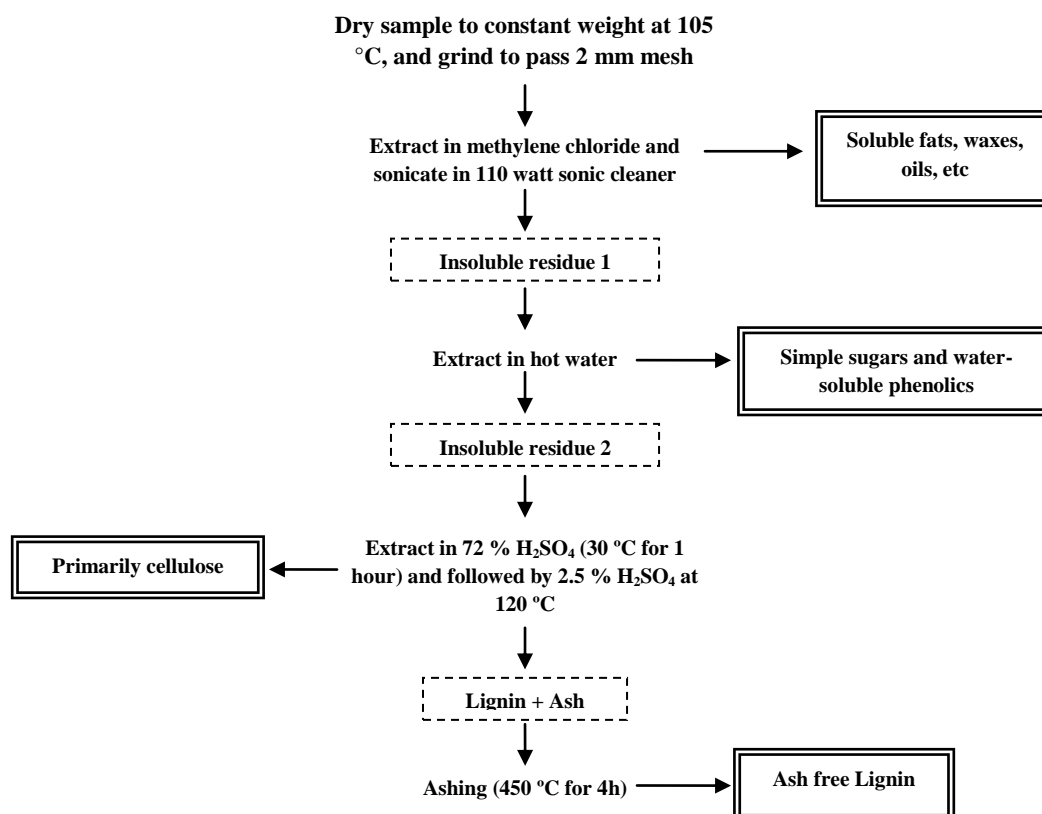 Dry sample to constant weight at 105
°C, and grind to pass 2 mm mesh
Extract in methylene chloride and
sonicate in 110 watt sonic cleaner
Soluble fats, waxes,
oils, etc
Insoluble residue 1
Extract in hot water
Simple sugars and water-
soluble phenolics
Insoluble residue 2
Extract in 72 % H₂SO₄ (30 ºC for 1
hour) and followed by 2.5 % H₂SO₄ at
120 ºC
Primarily cellulose
Lignin + Ash
Ashing (450 ºC for 4h)
Ash free Lignin